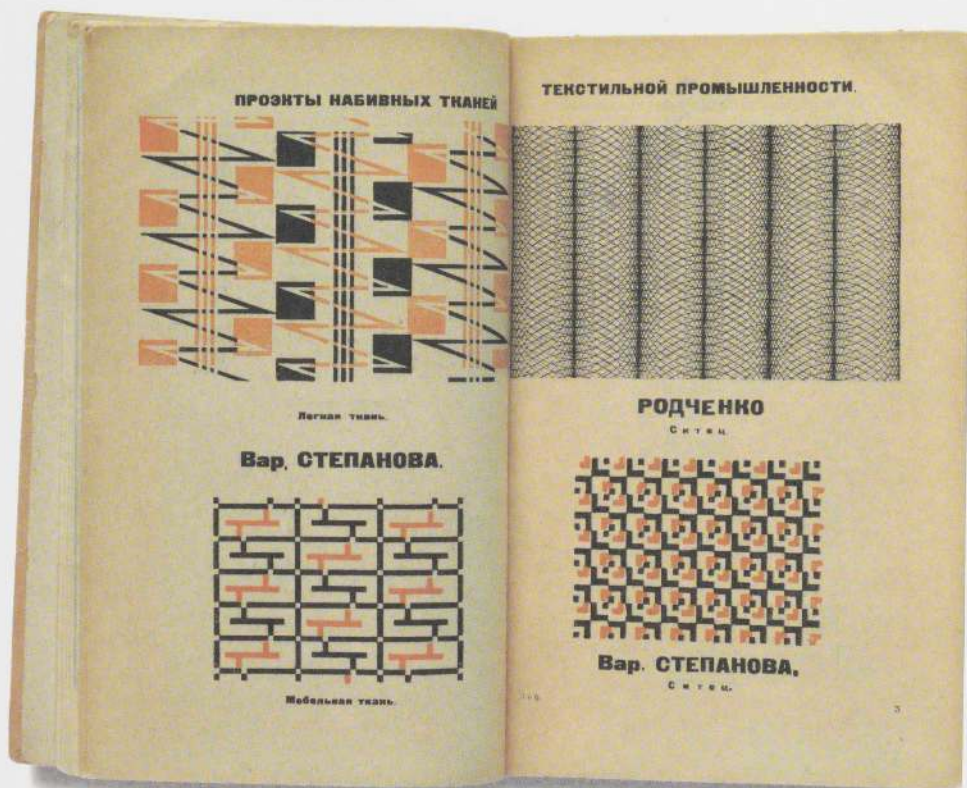 ПРОЭКТЫ НАБИВНЫХ ТКАНЕЙ
Легкая ткань.
Вар. СТЕПАНОВА.
Мебельная ткань.
ТЕКСТИЛЬНОЙ ПРОМЫШЛЕННОСТИ.
РОДЧЕНКО
Ситец
Вар. СТЕПАНОВА.
Ситец.
3